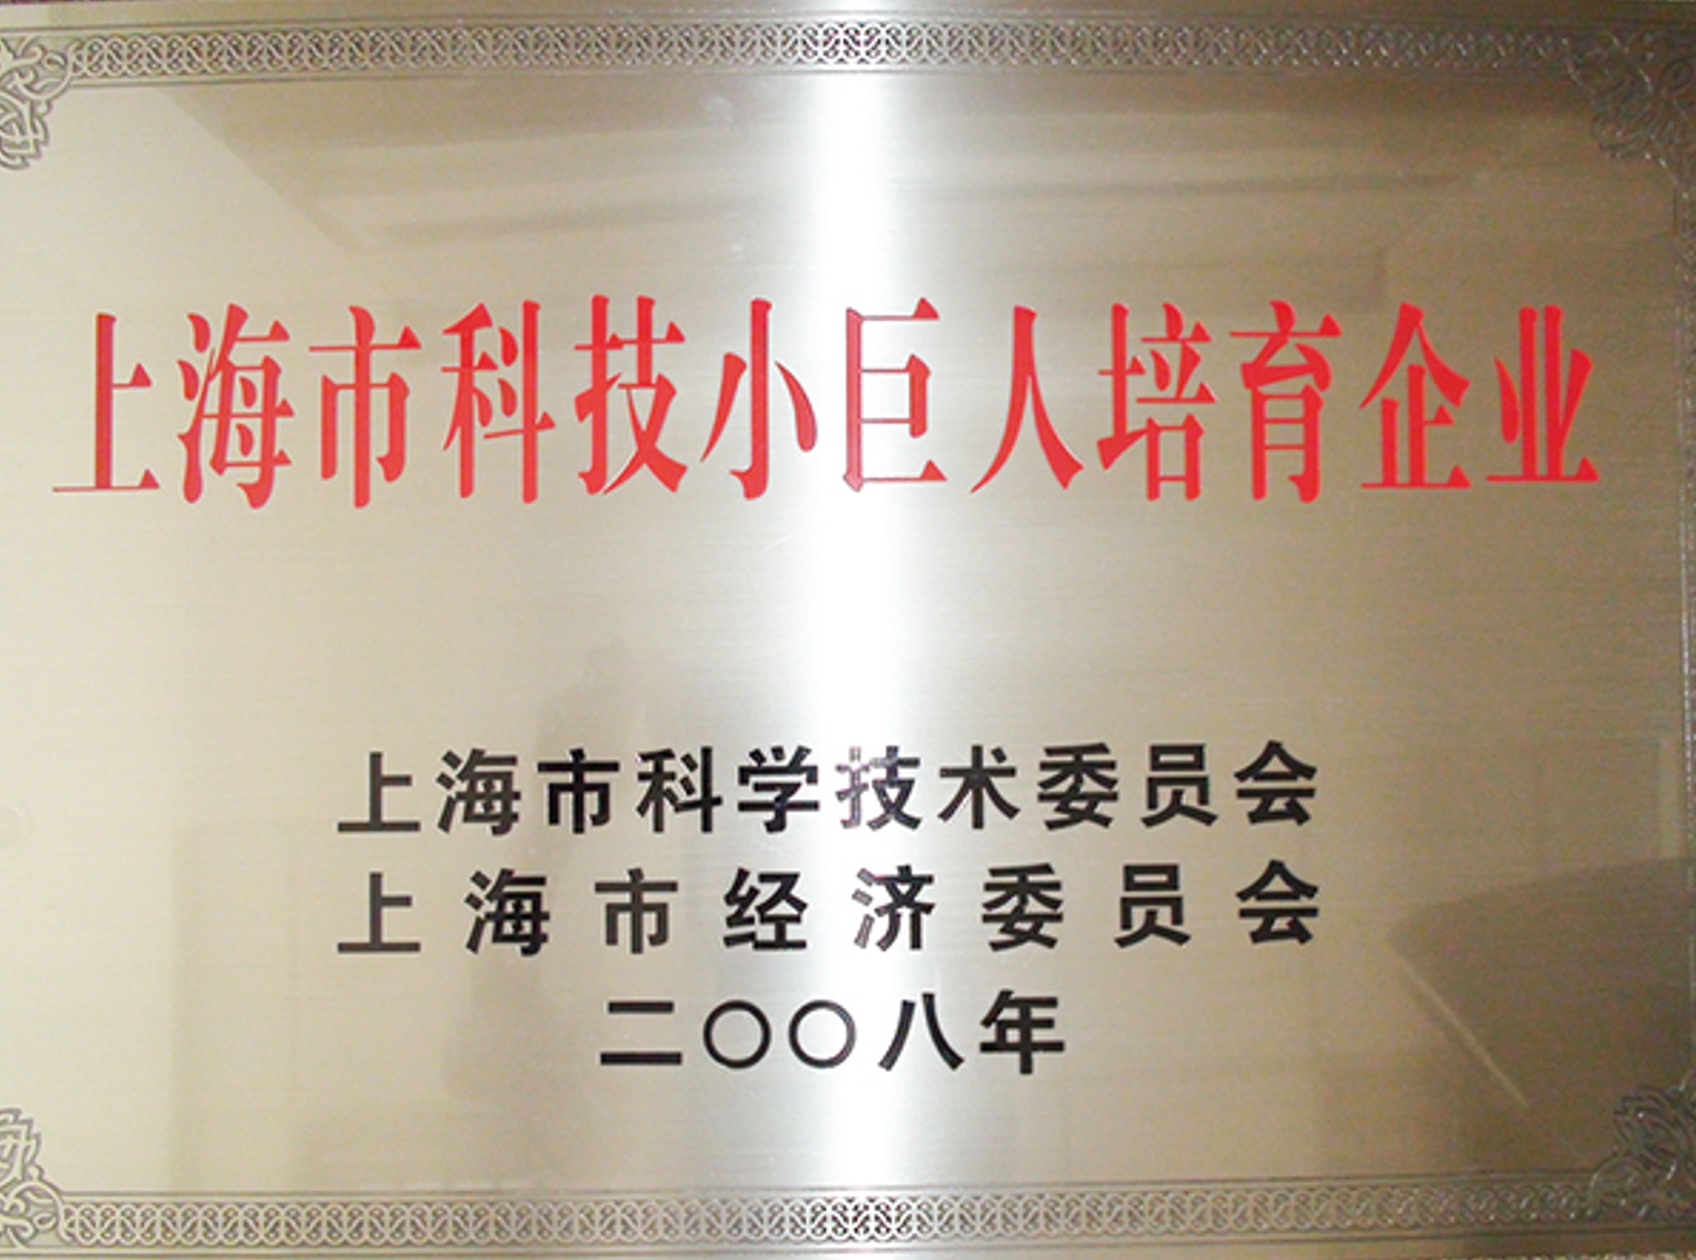 上海市科技小巨人培育企业
上海市科学技术委员会
上海市经济委员会
二〇〇八年